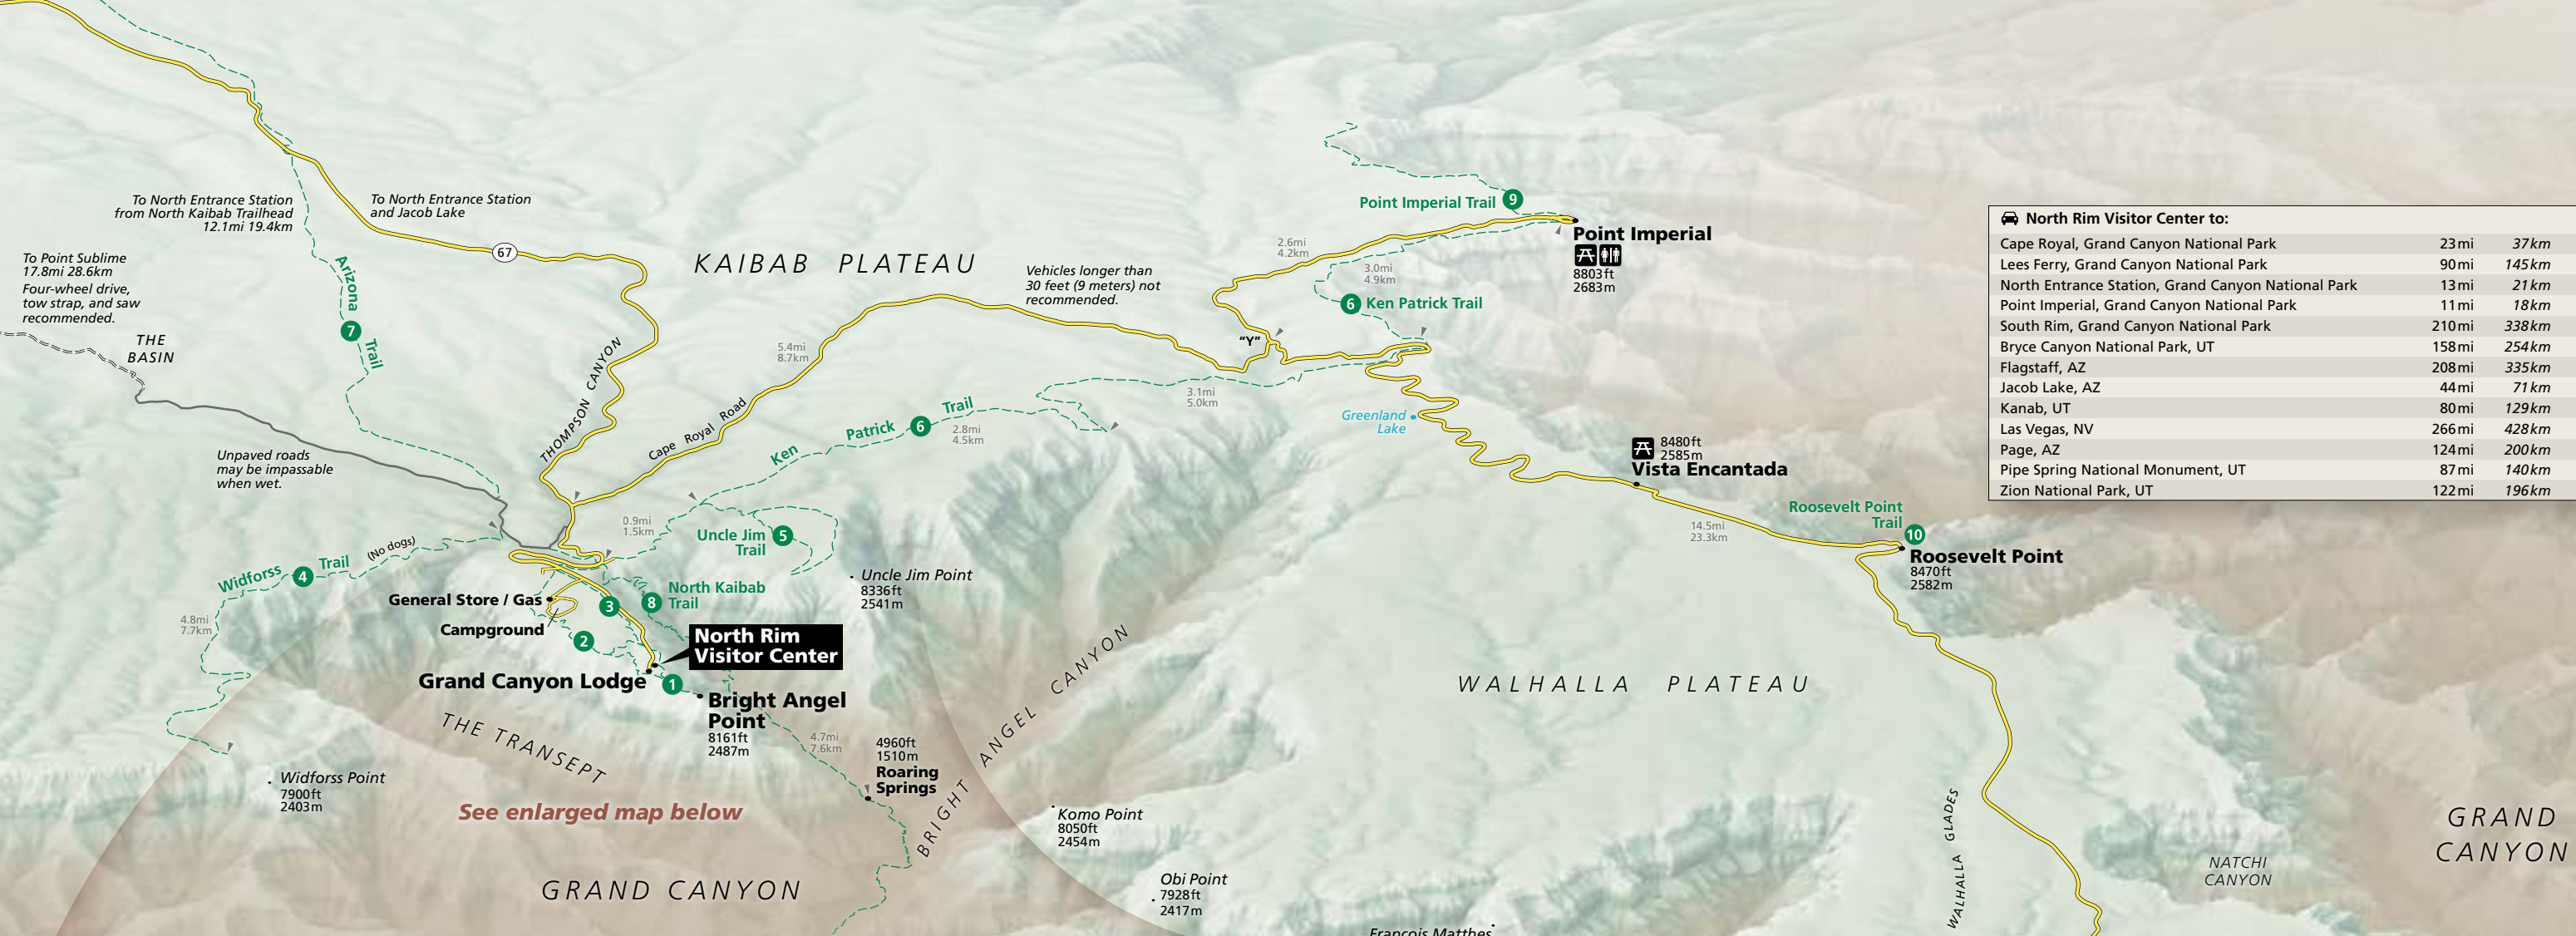 To North Entrance Station
from North Kaibab Trailhead
12.1mi 19.4km
To North Entrance Station
and Jacob Lake
67
To Point Sublime
17.8mi 28.6km
Four-wheel drive,
tow strap, and saw
recommended.
THE
BASIN
Arizona
7
Trail
KAIBAB PLATEAU
Vehicles longer than
30 feet (9 meters) not
recommended.
Point Imperial Trail
9
Point Imperial
8803ft
2683m
2.6mi
4.2km
3.0mi
4.9km
6
Ken Patrick Trail
"Y"
5.4mi
8.7km
THOMPSON CANYON
Cape Royal Road
Ken Patrick Trail
6
2.8mi
4.5km
3.1mi
5.0km
Greenland
Lake
8480ft
2585m
Vista Encantada
14.5mi
23.3km
Roosevelt Point
Trail
10
Roosevelt Point
8470ft
2582m
Unpaved roads
may be impassable
when wet.
Widforss
4
Trail
(No dogs)
4.8mi
7.7km
0.9mi
1.5km
Uncle Jim
Trail
5
Uncle Jim Point
8336ft
2541m
North Kaibab
Trail
8
3
General Store / Gas
Campground
2
North Rim
Visitor Center
Grand Canyon Lodge
1
Bright Angel
Point
8161ft
2487m
THE TRANSEPT
4.7mi
7.6km
4960ft
1510m
Roaring
Springs
BRIGHT ANGEL CANYON
Widforss Point
7900ft
2403m
See enlarged map below
GRAND CANYON
Komo Point
8050ft
2454m
Obi Point
7928ft
2417m
François Matthes
WALHALLA PLATEAU
WALHALLA GLADES
NATCHI
CANYON
GRAND
CANYON
North Rim Visitor Center to:
Cape Royal, Grand Canyon National Park 23mi 37km
Lees Ferry, Grand Canyon National Park 90mi 145km
North Entrance Station, Grand Canyon National Park 13mi 21km
Point Imperial, Grand Canyon National Park 11mi 18km
South Rim, Grand Canyon National Park 210mi 338km
Bryce Canyon National Park, UT 158mi 254km
Flagstaff, AZ 208mi 335km
Jacob Lake, AZ 44mi 71km
Kanab, UT 80mi 129km
Las Vegas, NV 266mi 428km
Page, AZ 124mi 200km
Pipe Spring National Monument, UT 87mi 140km
Zion National Park, UT 122mi 196km